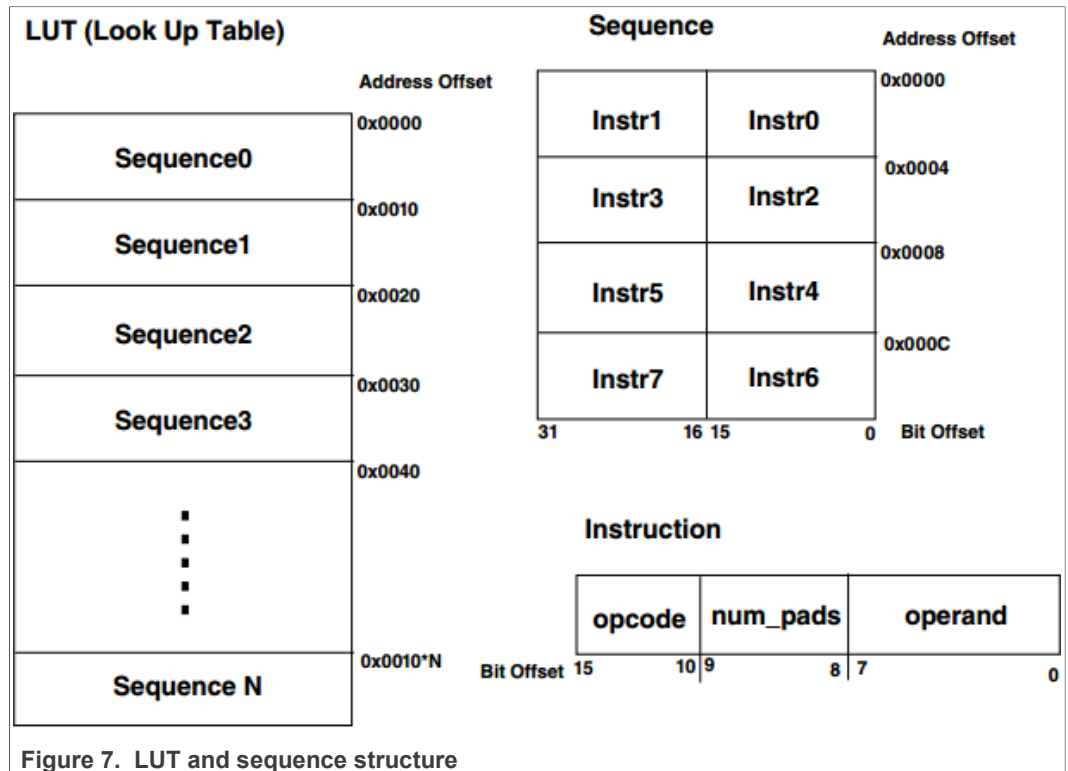 LUT (Look Up Table)
Address Offset
0x0000
Sequence0
0x0010
Sequence1
0x0020
Sequence2
0x0030
Sequence3
0x0040
0x0010*N
Sequence N
Sequence
Address Offset
0x0000
Instr1 Instr0
0x0004
Instr3 Instr2
0x0008
Instr5 Instr4
0x000C
Instr7 Instr6
31 16 15 0 Bit Offset
Instruction
opcode num_pads operand
Bit Offset 15 10 9 8 7 0
Figure 7. LUT and sequence structure